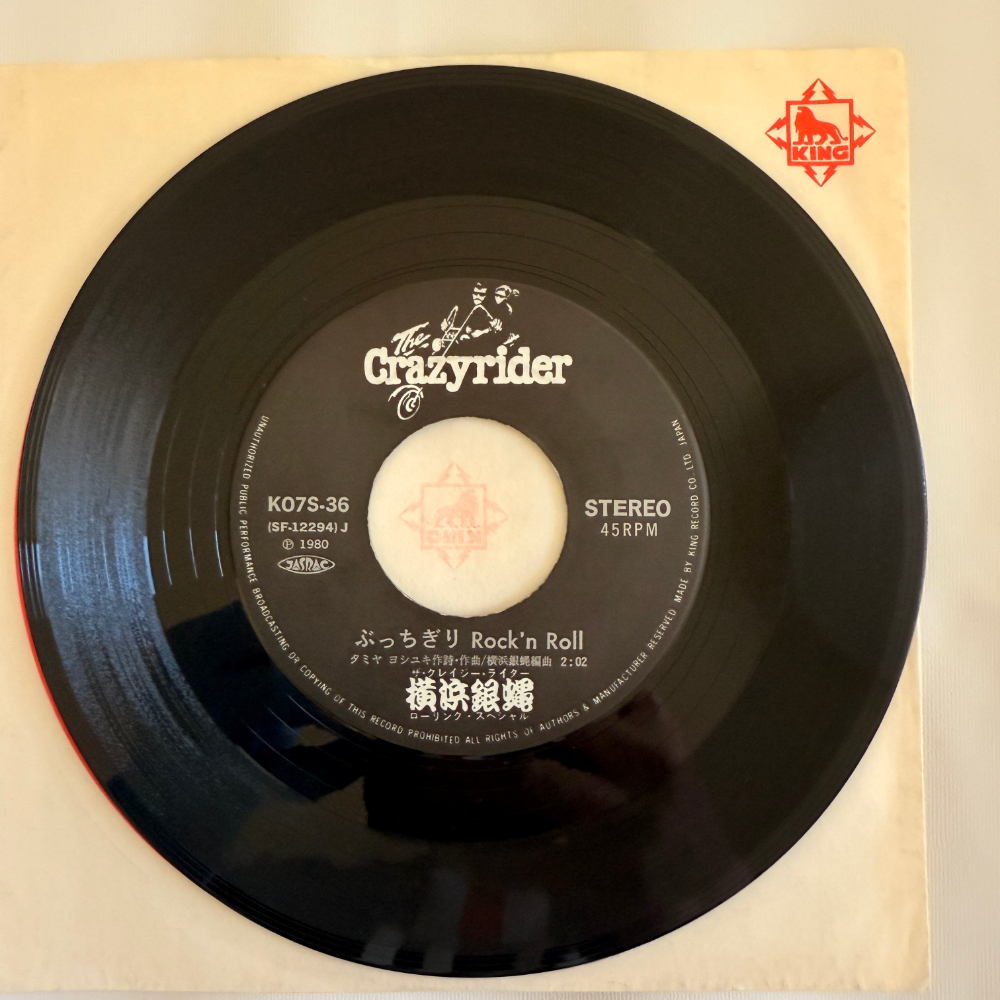 KING
The
Crazyrider
K07S-36
(SF-12294) J
℗ 1980
JASRAC
STEREO
45RPM
ぶっちぎり Rock'n Roll
タミヤ ヨシユキ作詩・作曲/横浜銀蝿編曲 2:02
ザ・クレイジー・ライダー
横浜銀蝿
ローリング・スペシャル
UNAUTHORIZED PUBLIC PERFORMANCE BROADCASTING OR COPYING OF THIS RECORD PROHIBITED ALL RIGHTS OF AUTHORS & MANUFACTURER RESERVED MADE BY KING RECORD CO. LTD JAPAN